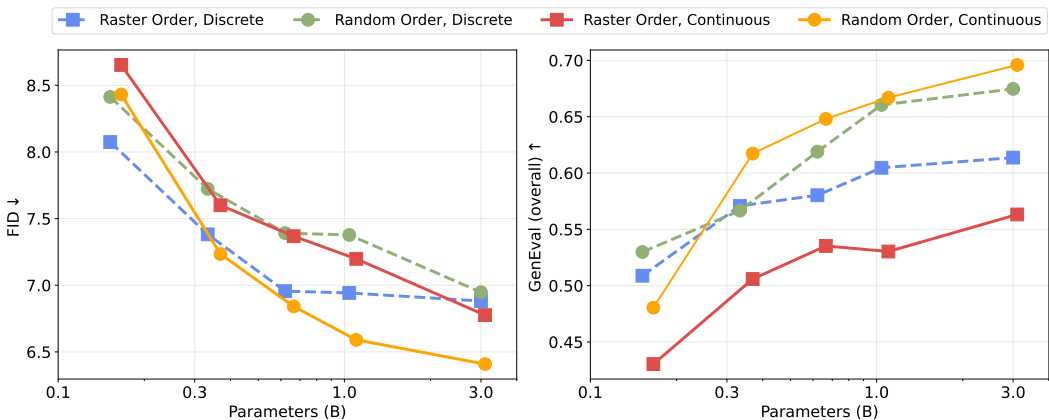 Raster Order, Discrete
Random Order, Discrete
Raster Order, Continuous
Random Order, Continuous
FID ↓
8.5
8.0
7.5
7.0
6.5
0.1
0.3
1.0
3.0
Parameters (B)
GenEval (overall) ↑
0.70
0.65
0.60
0.55
0.50
0.45
0.1
0.3
1.0
3.0
Parameters (B)